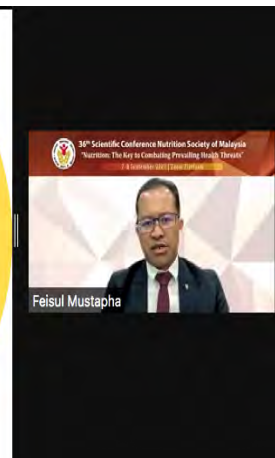 36th Scientific Conference Nutrition Society of Malaysia
"Nutrition: The Key to Combating Prevailing Health Threats"
Feisul Mustapha